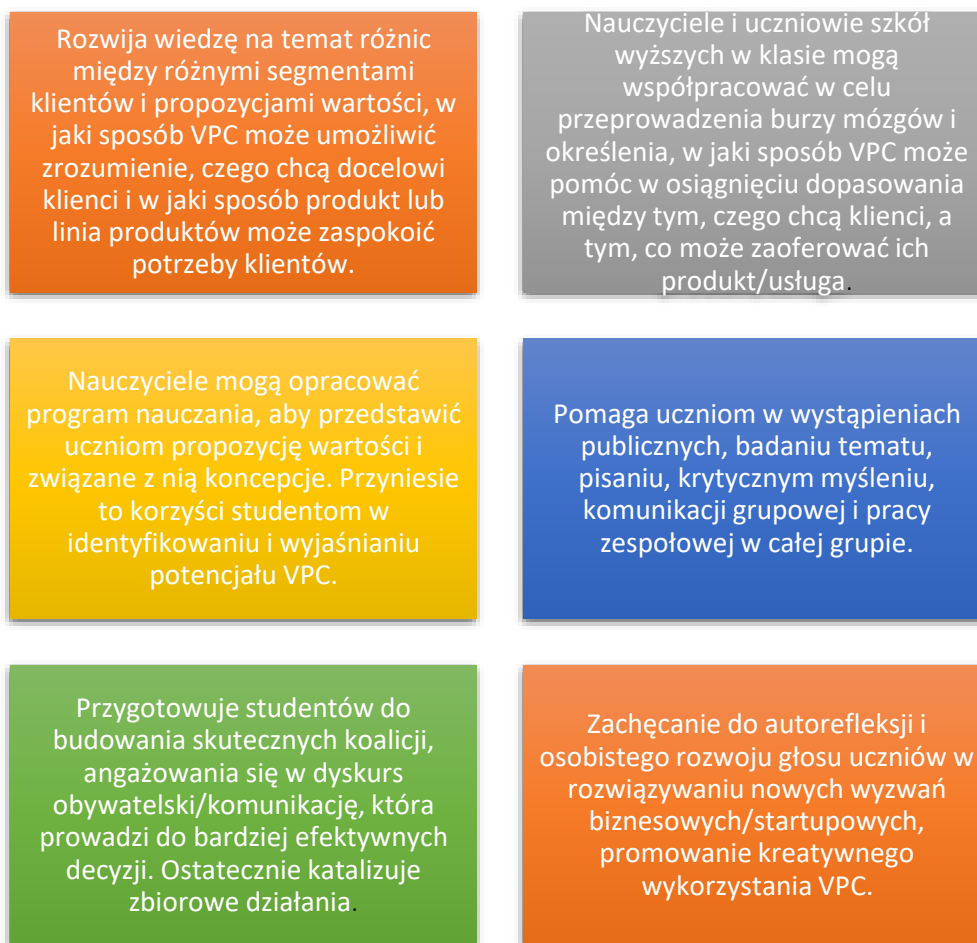 Rozwija wiedzę na temat różnic
między różnymi segmentami
klientów i propozycjami wartości, w
jaki sposób VPC może umożliwić
zrozumienie, czego chcą docelowi
klienci i w jaki sposób produkt lub
linia produktów może zaspokoić
potrzeby klientów.
Nauczyciele i uczniowie szkół
wyższych w klasie mogą
współpracować w celu
przeprowadzenia burzy mózgów i
określenia, w jaki sposób VPC może
pomóc w osiągnięciu dopasowania
między tym, czego chcą klienci, a
tym, co może zaoferować ich
produkt/usługa.
Nauczyciele mogą opracować
program nauczania, aby przedstawić
uczniom propozycję wartości i
związane z nią koncepcje. Przyniesie
to korzyści studentom w
identyfikowaniu i wyjaśnianiu
potencjału VPC.
Pomaga uczniom w wystąpieniach
publicznych, badaniu tematu,
pisaniu, krytycznym myśleniu,
komunikacji grupowej i pracy
zespołowej w całej grupie.
Przygotowuje studentów do
budowania skutecznych koalicji,
angażowania się w dyskurs
obywatelski/komunikację, która
prowadzi do bardziej efektywnych
decyzji. Ostatecznie katalizuje
zbiorowe działania.
Zachęcanie do autorefleksji i
osobistego rozwoju głosu uczniów w
rozwiązywaniu nowych wyzwań
biznesowych/startupowych,
promowanie kreatywnego
wykorzystania VPC.